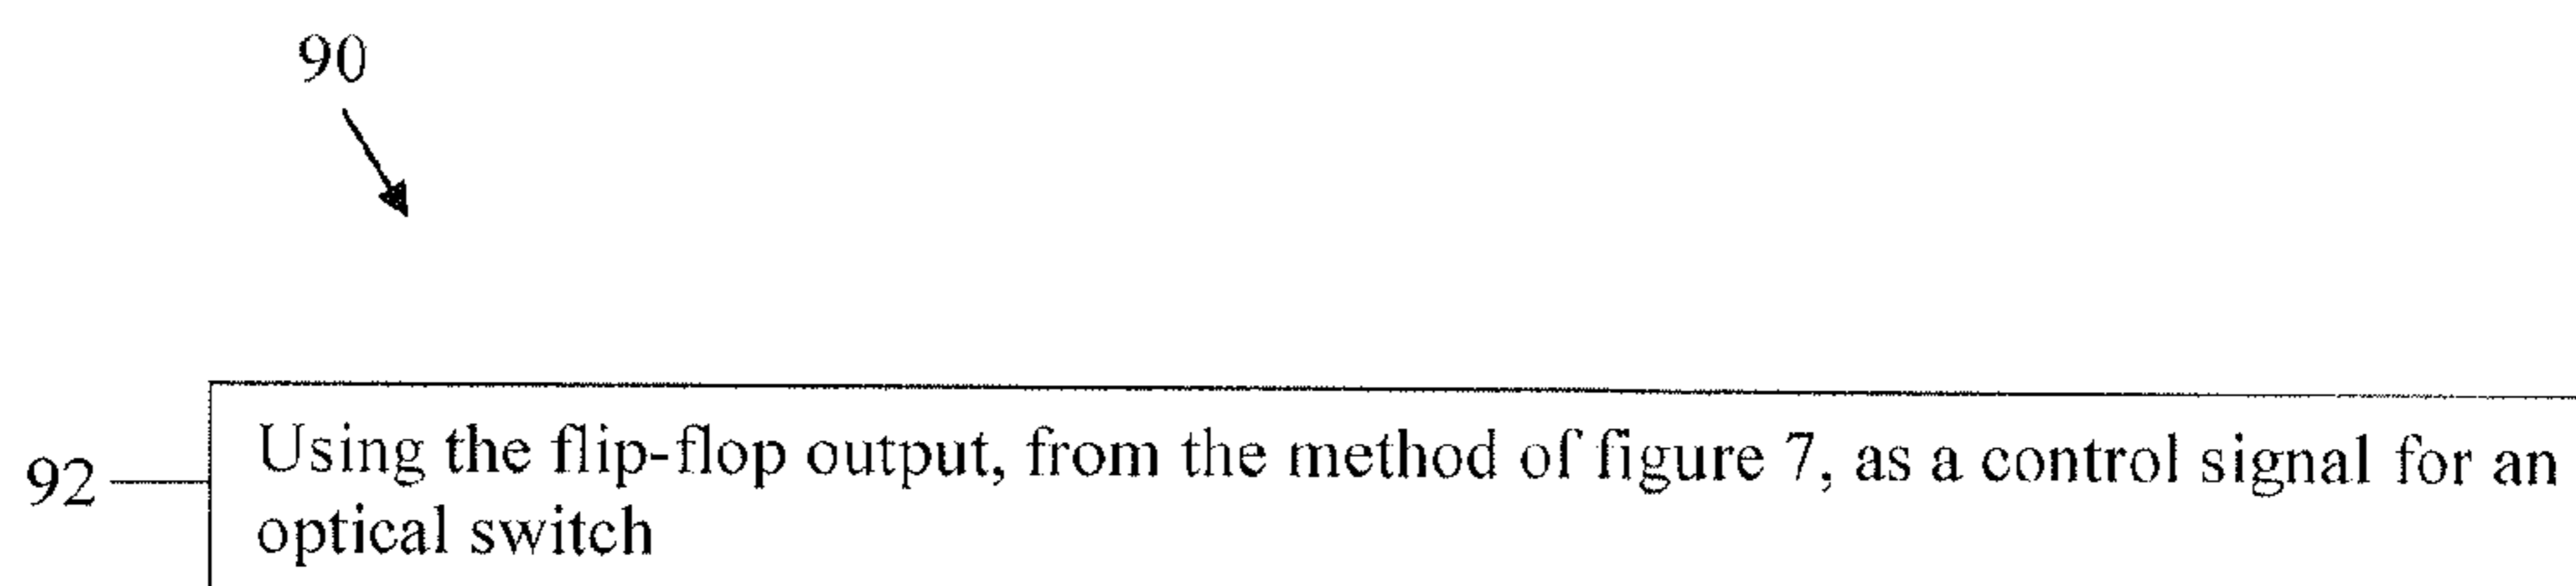 90
92
Using the flip-flop output, from the method of figure 7, as a control signal for an
optical switch